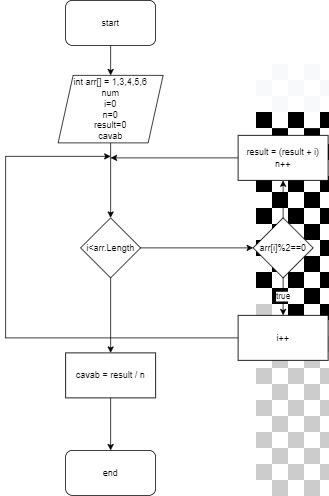 start
int arr[] = 1,3,4,5,6
num
i=0
n=0
result=0
cavab
result = (result + i)
n++
i<arr.Length
arr[i]%2==0
true
i++
cavab = result / n
end